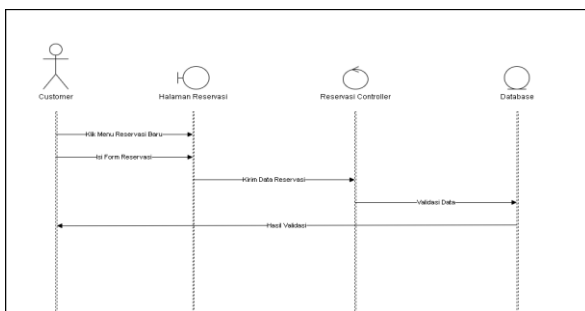 Customer
Halaman Reservasi
Reservasi Controller
Database
Klik Menu Reservasi Baru
Isi Form Reservasi
Kirim Data Reservasi
Validasi Data
Hasil Validasi